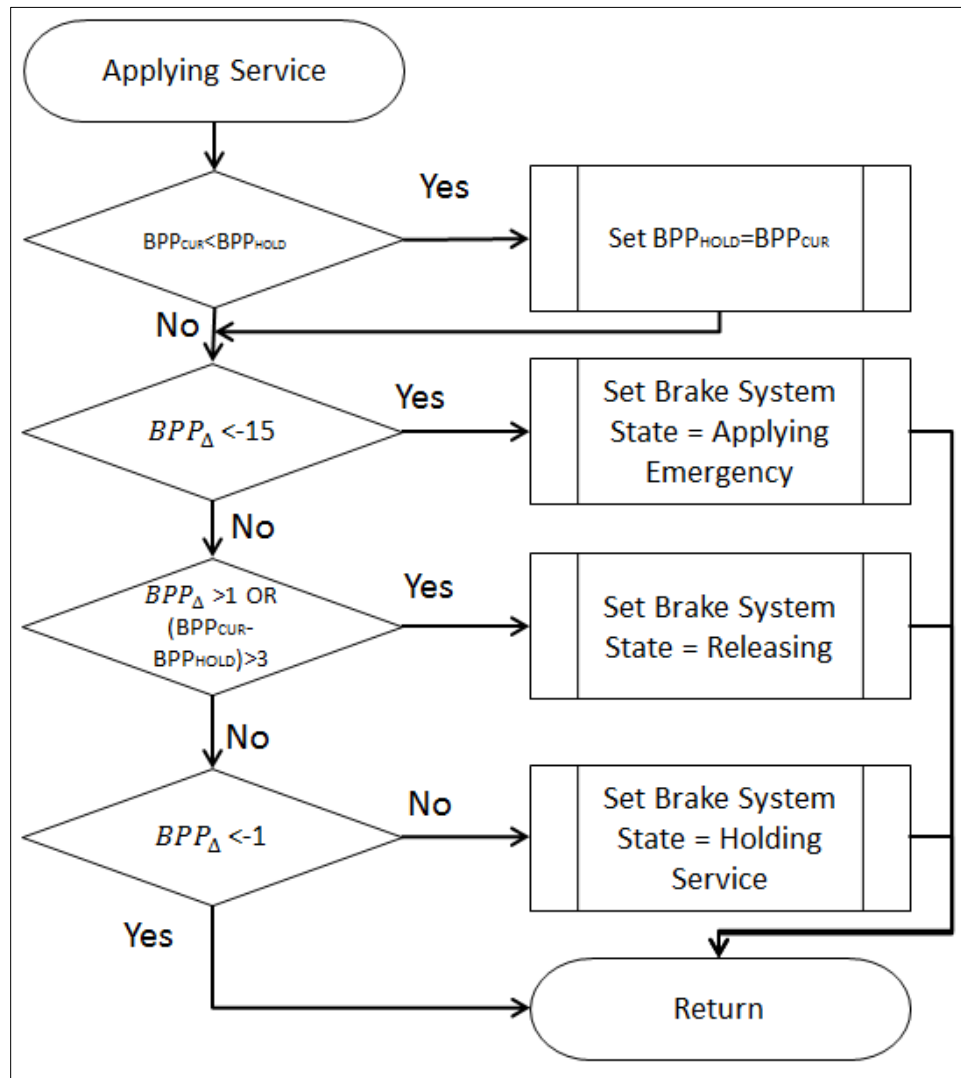 Applying Service
Yes
BPPCUR<BPPHOLD
Set BPPHOLD=BPPCUR
No
Yes
BPPΔ <-15
Set Brake System
State = Applying
Emergency
No
BPPΔ >1 OR
(BPPCUR-
BPPHOLD)>3
Yes
Set Brake System
State = Releasing
No
BPPΔ <-1
No
Set Brake System
State = Holding
Service
Yes
Return